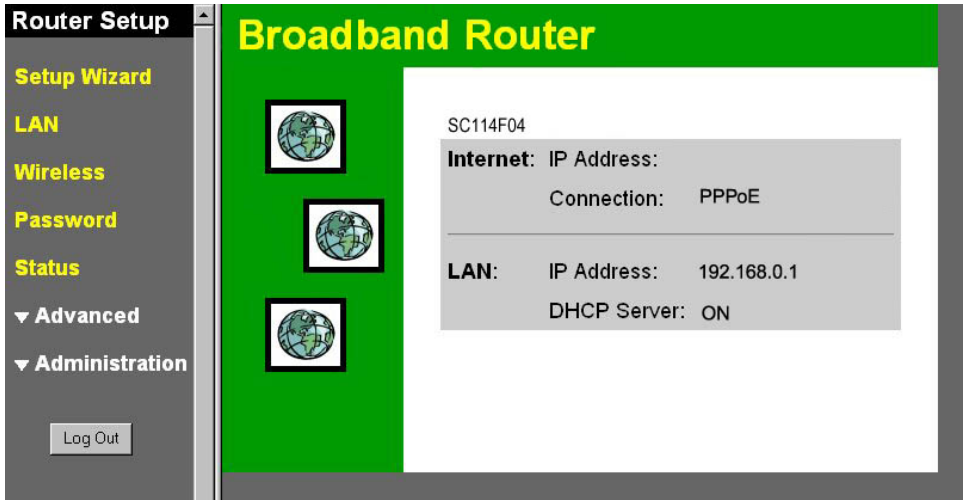 Router Setup
Setup Wizard
LAN
Wireless
Password
Status
Advanced
Administration
Log Out
Broadband Router
SC114F04
Internet: IP Address:
Connection: PPPoE
LAN: IP Address: 192.168.0.1
DHCP Server: ON